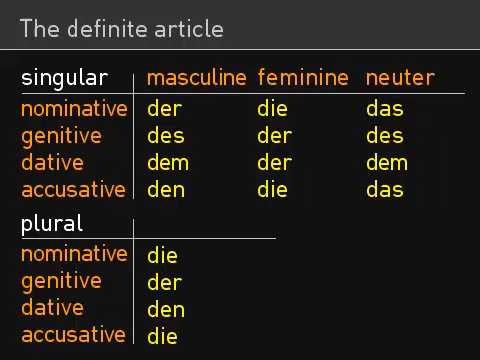 The definite article
singular masculine feminine neuter
nominative der die das
genitive des der des
dative dem der dem
accusative den die das
plural
nominative die
genitive der
dative den
accusative die